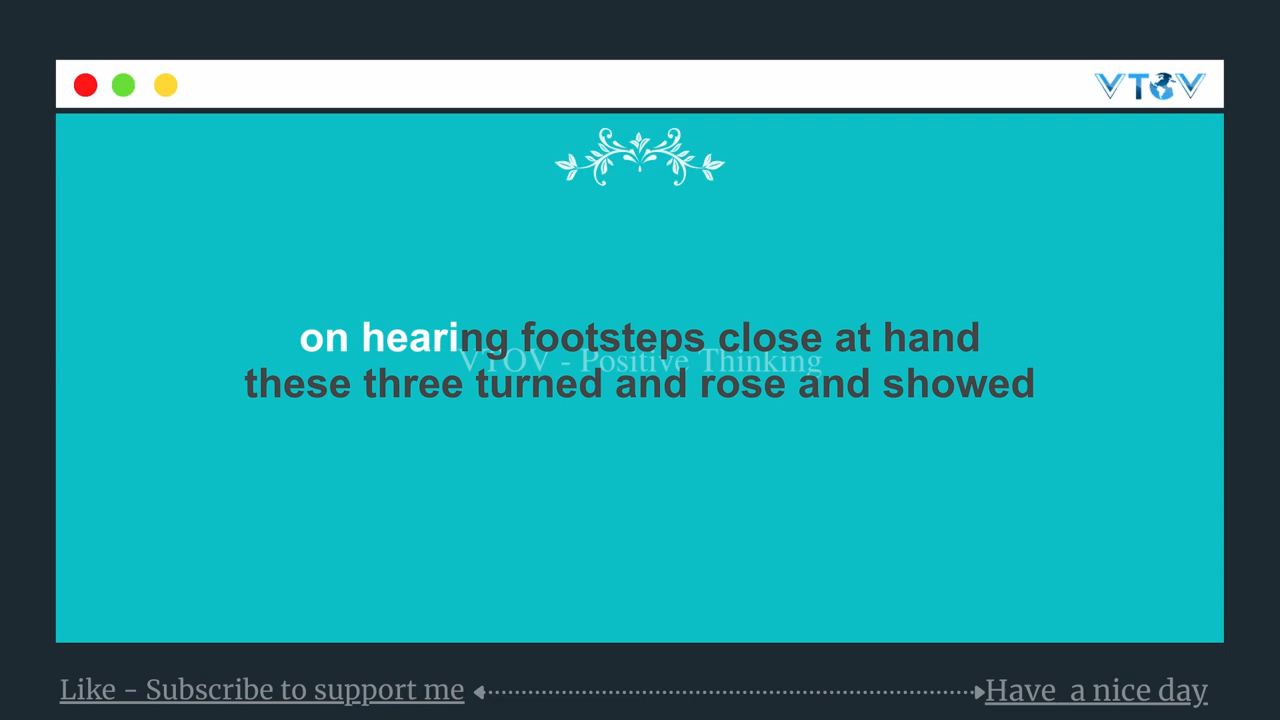 VTOV
on hearing footsteps close at hand
VTOV - Positive Thinking
these three turned and rose and showed
Like - Subscribe to support me
Have a nice day